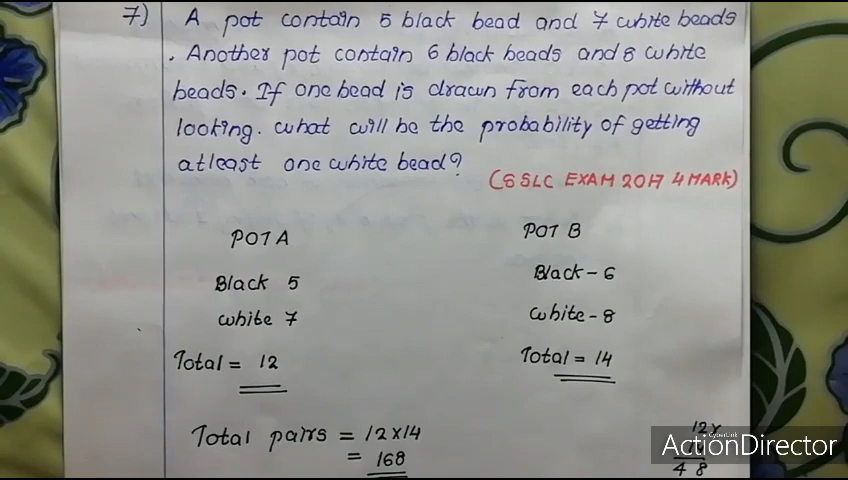 7) A pot contain 5 black bead and 7 white beads
. Another pot contain 6 black beads and 8 white
beads. If one bead is drawn from each pot without
looking. what will be the probability of getting
atleast one white bead?
(SSLC EXAM 2017 4 MARK)
POT A
Black 5
white 7
Total = 12
POT B
Black - 6
white - 8
Total = 14
Total pairs = 12 x 14
= 168
12 x
4 8
CyberLink
ActionDirector